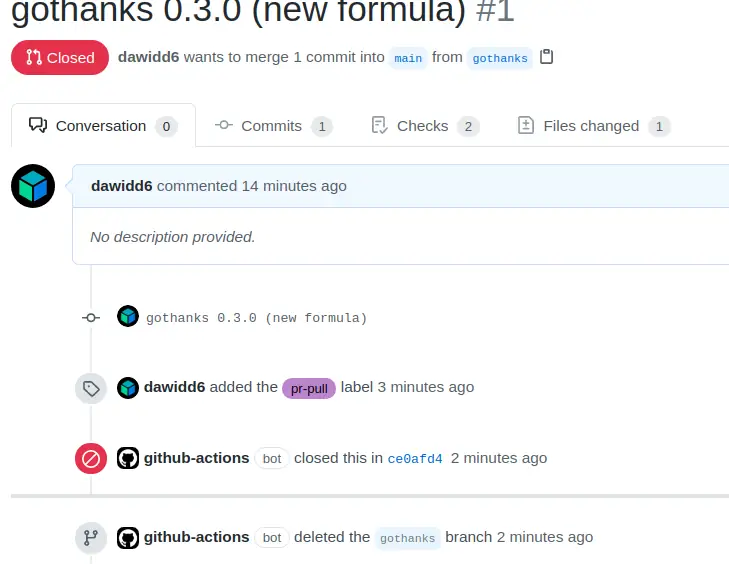 gothanks 0.3.0 (new formula) #1
Closed dawidd6 wants to merge 1 commit into main from gothanks
Conversation 0 Commits 1 Checks 2 Files changed 1
dawidd6 commented 14 minutes ago
No description provided.
gothanks 0.3.0 (new formula)
dawidd6 added the pr-pull label 3 minutes ago
github-actions bot closed this in ce0afd4 2 minutes ago
github-actions bot deleted the gothanks branch 2 minutes ago